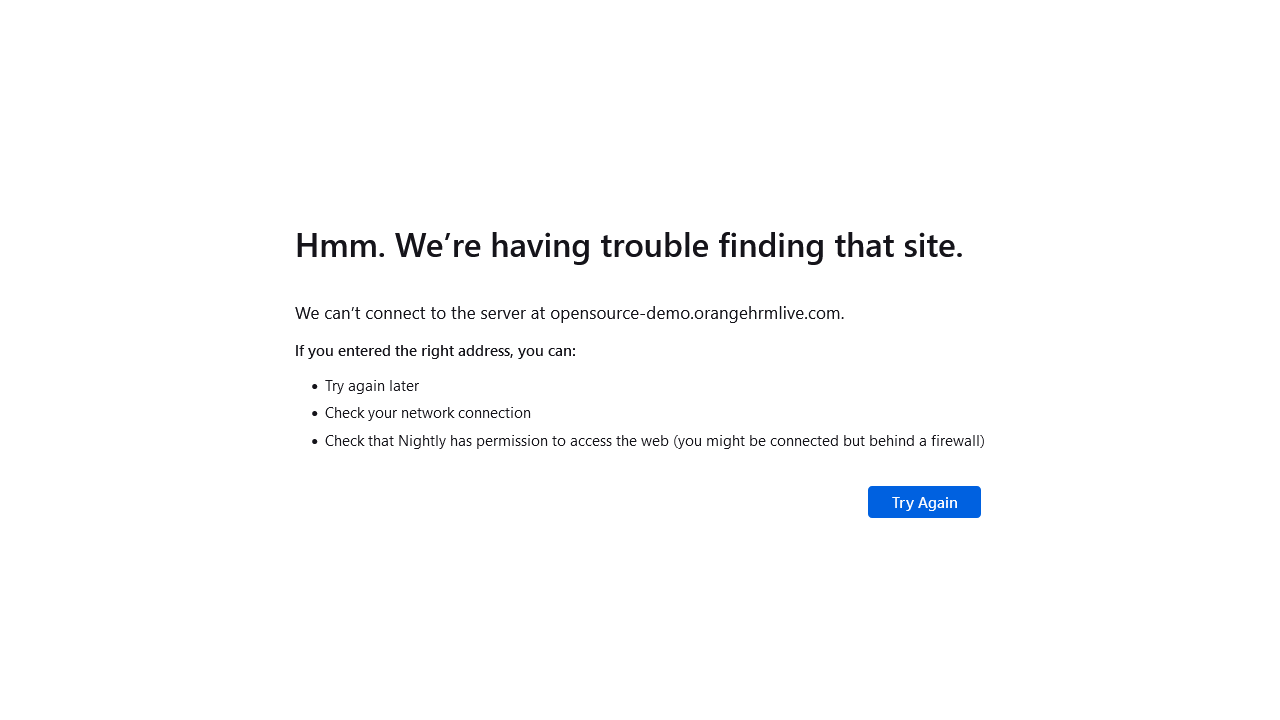 Hmm. We’re having trouble finding that site.
We can’t connect to the server at opensource-demo.orangehrmlive.com.
If you entered the right address, you can:
• Try again later
• Check your network connection
• Check that Nightly has permission to access the web (you might be connected but behind a firewall)
Try Again